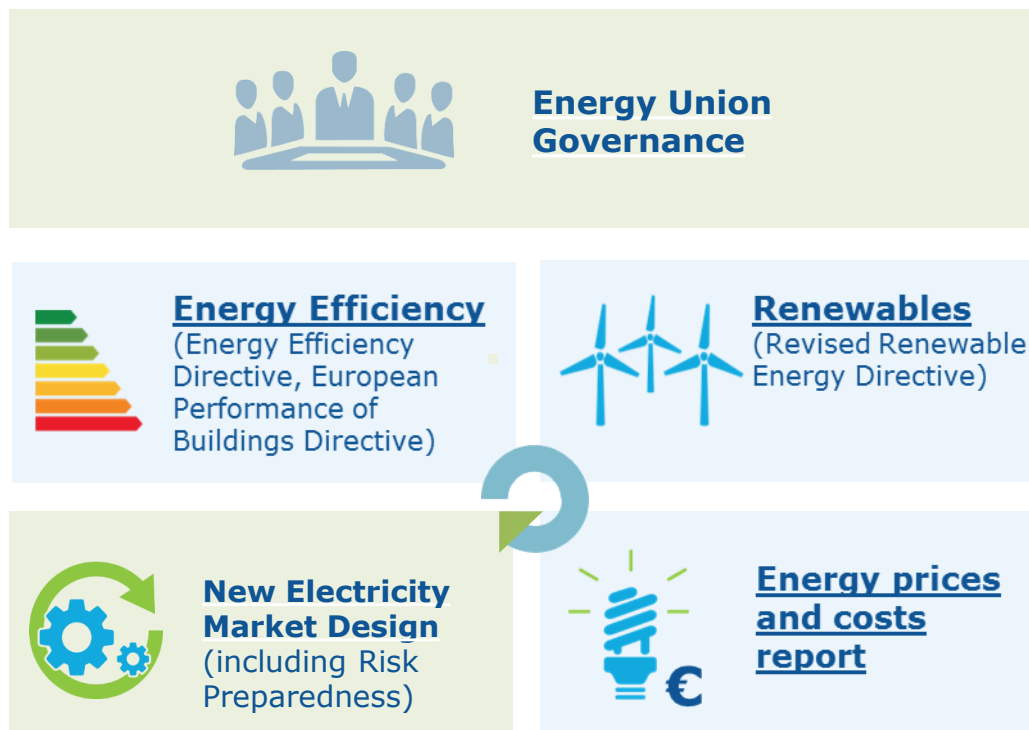 Energy Union
Governance
Energy Efficiency
(Energy Efficiency
Directive, European
Performance of
Buildings Directive)
Renewables
(Revised Renewable
Energy Directive)
New Electricity
Market Design
(including Risk
Preparedness)
Energy prices
and costs
report
€